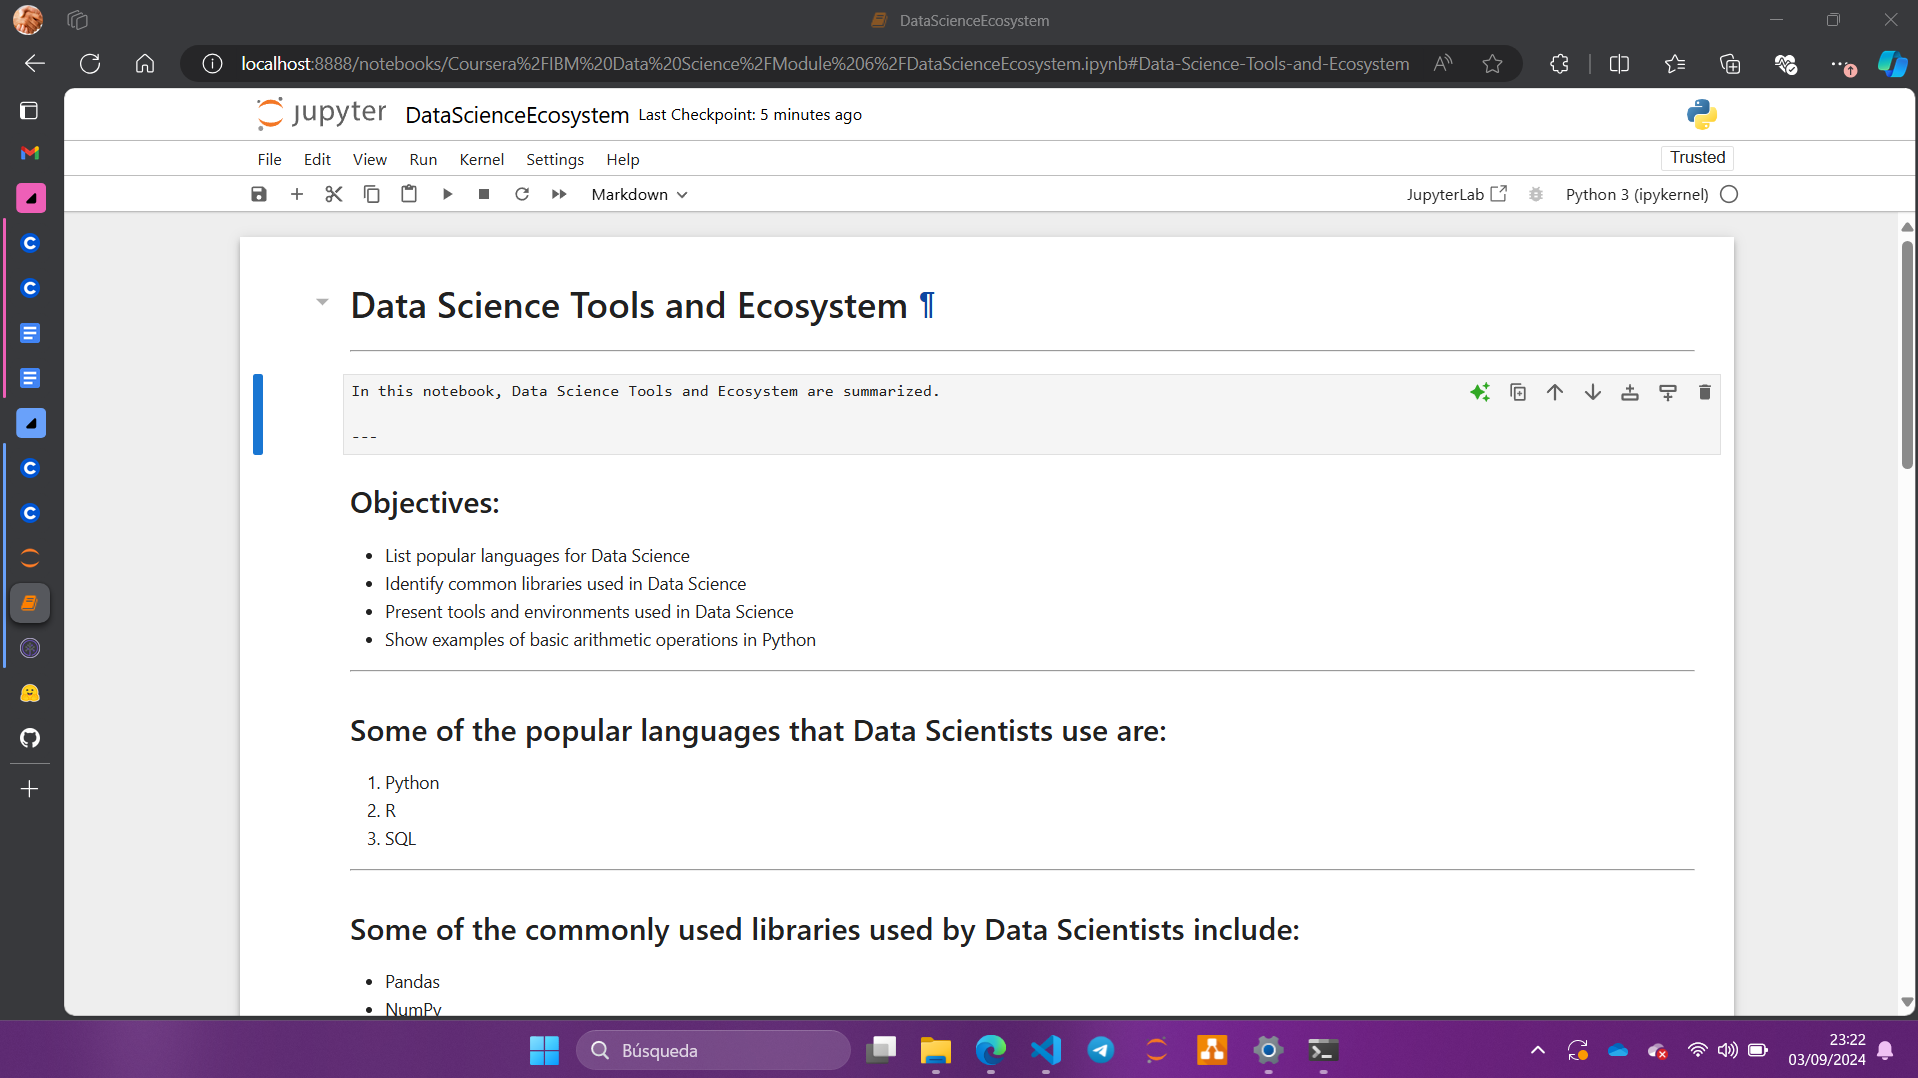 DataScienceEcosystem
localhost:8888/notebooks/Coursera%2FIBM%20Data%20Science%2FModule%206%2FDataScienceEcosystem.ipynb#Data-Science-Tools-and-Ecosystem
jupyter DataScienceEcosystem Last Checkpoint: 5 minutes ago
File Edit View Run Kernel Settings Help Trusted
Markdown JupyterLab Python 3 (ipykernel)
Data Science Tools and Ecosystem ¶
In this notebook, Data Science Tools and Ecosystem are summarized.
---
Objectives:
• List popular languages for Data Science
• Identify common libraries used in Data Science
• Present tools and environments used in Data Science
• Show examples of basic arithmetic operations in Python
Some of the popular languages that Data Scientists use are:
1. Python
2. R
3. SQL
Some of the commonly used libraries used by Data Scientists include:
• Pandas
• NumPy
Búsqueda
23:22
03/09/2024